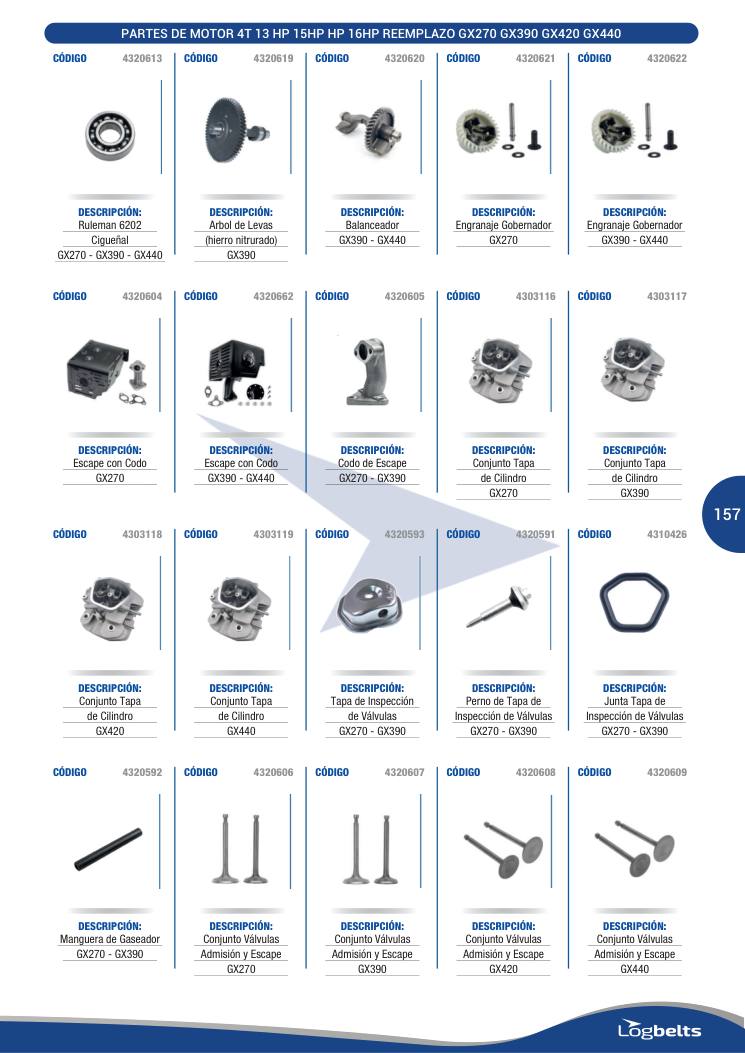 PARTES DE MOTOR 4T 13 HP 15HP HP 16HP REEMPLAZO GX270 GX390 GX420 GX440
CÓDIGO 4320613
DESCRIPCIÓN:
Ruleman 6202
Cigueñal
GX270 - GX390 - GX440
CÓDIGO 4320619
DESCRIPCIÓN:
Arbol de Levas
(hierro nitrurado)
GX390
CÓDIGO 4320620
DESCRIPCIÓN:
Balanceador
GX390 - GX440
CÓDIGO 4320621
DESCRIPCIÓN:
Engranaje Gobernador
GX270
CÓDIGO 4320622
DESCRIPCIÓN:
Engranaje Gobernador
GX390 - GX440
CÓDIGO 4320604
DESCRIPCIÓN:
Escape con Codo
GX270
CÓDIGO 4320662
DESCRIPCIÓN:
Escape con Codo
GX390 - GX440
CÓDIGO 4320605
DESCRIPCIÓN:
Codo de Escape
GX270 - GX390
CÓDIGO 4303116
DESCRIPCIÓN:
Conjunto Tapa
de Cilindro
GX270
CÓDIGO 4303117
DESCRIPCIÓN:
Conjunto Tapa
de Cilindro
GX390
157
CÓDIGO 4303118
DESCRIPCIÓN:
Conjunto Tapa
de Cilindro
GX420
CÓDIGO 4303119
DESCRIPCIÓN:
Conjunto Tapa
de Cilindro
GX440
CÓDIGO 4320593
DESCRIPCIÓN:
Tapa de Inspección
de Válvulas
GX270 - GX390
CÓDIGO 4320591
DESCRIPCIÓN:
Perno de Tapa de
Inspección de Válvulas
GX270 - GX390
CÓDIGO 4310426
DESCRIPCIÓN:
Junta Tapa de
Inspección de Válvulas
GX270 - GX390
CÓDIGO 4320592
DESCRIPCIÓN:
Manguera de Gaseador
GX270 - GX390
CÓDIGO 4320606
DESCRIPCIÓN:
Conjunto Válvulas
Admisión y Escape
GX270
CÓDIGO 4320607
DESCRIPCIÓN:
Conjunto Válvulas
Admisión y Escape
GX390
CÓDIGO 4320608
DESCRIPCIÓN:
Conjunto Válvulas
Admisión y Escape
GX420
CÓDIGO 4320609
DESCRIPCIÓN:
Conjunto Válvulas
Admisión y Escape
GX440
Logbelts